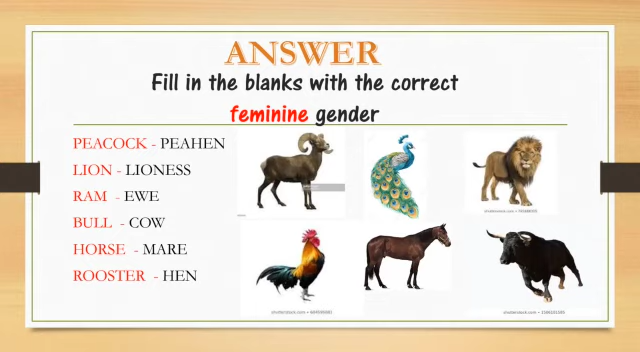 ANSWER
Fill in the blanks with the correct
feminine gender
PEACOCK - PEAHEN
LION - LIONESS
RAM - EWE
BULL - COW
HORSE - MARE
ROOSTER - HEN